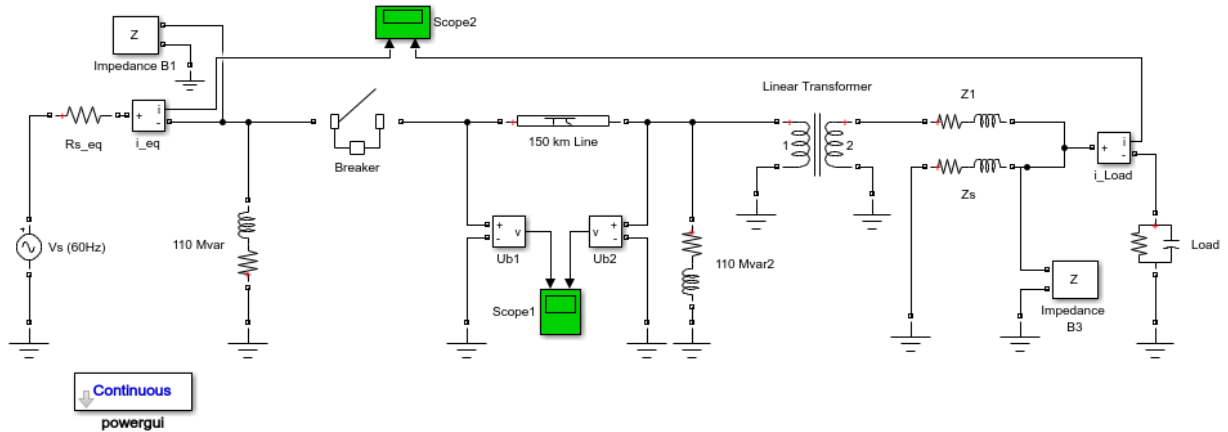 Scope2
Z
Impedance B1
Linear Transformer
Z1
i
+
-
i
+
-
Rs_eq
i_eq
150 km Line
1
2
i_Load
Breaker
Zs
Vs (60Hz)
110 Mvar
+
-
v
v
+
-
Ub1
Ub2
110 Mvar2
Load
Scope1
Z
Impedance
B3
Continuous
powergui